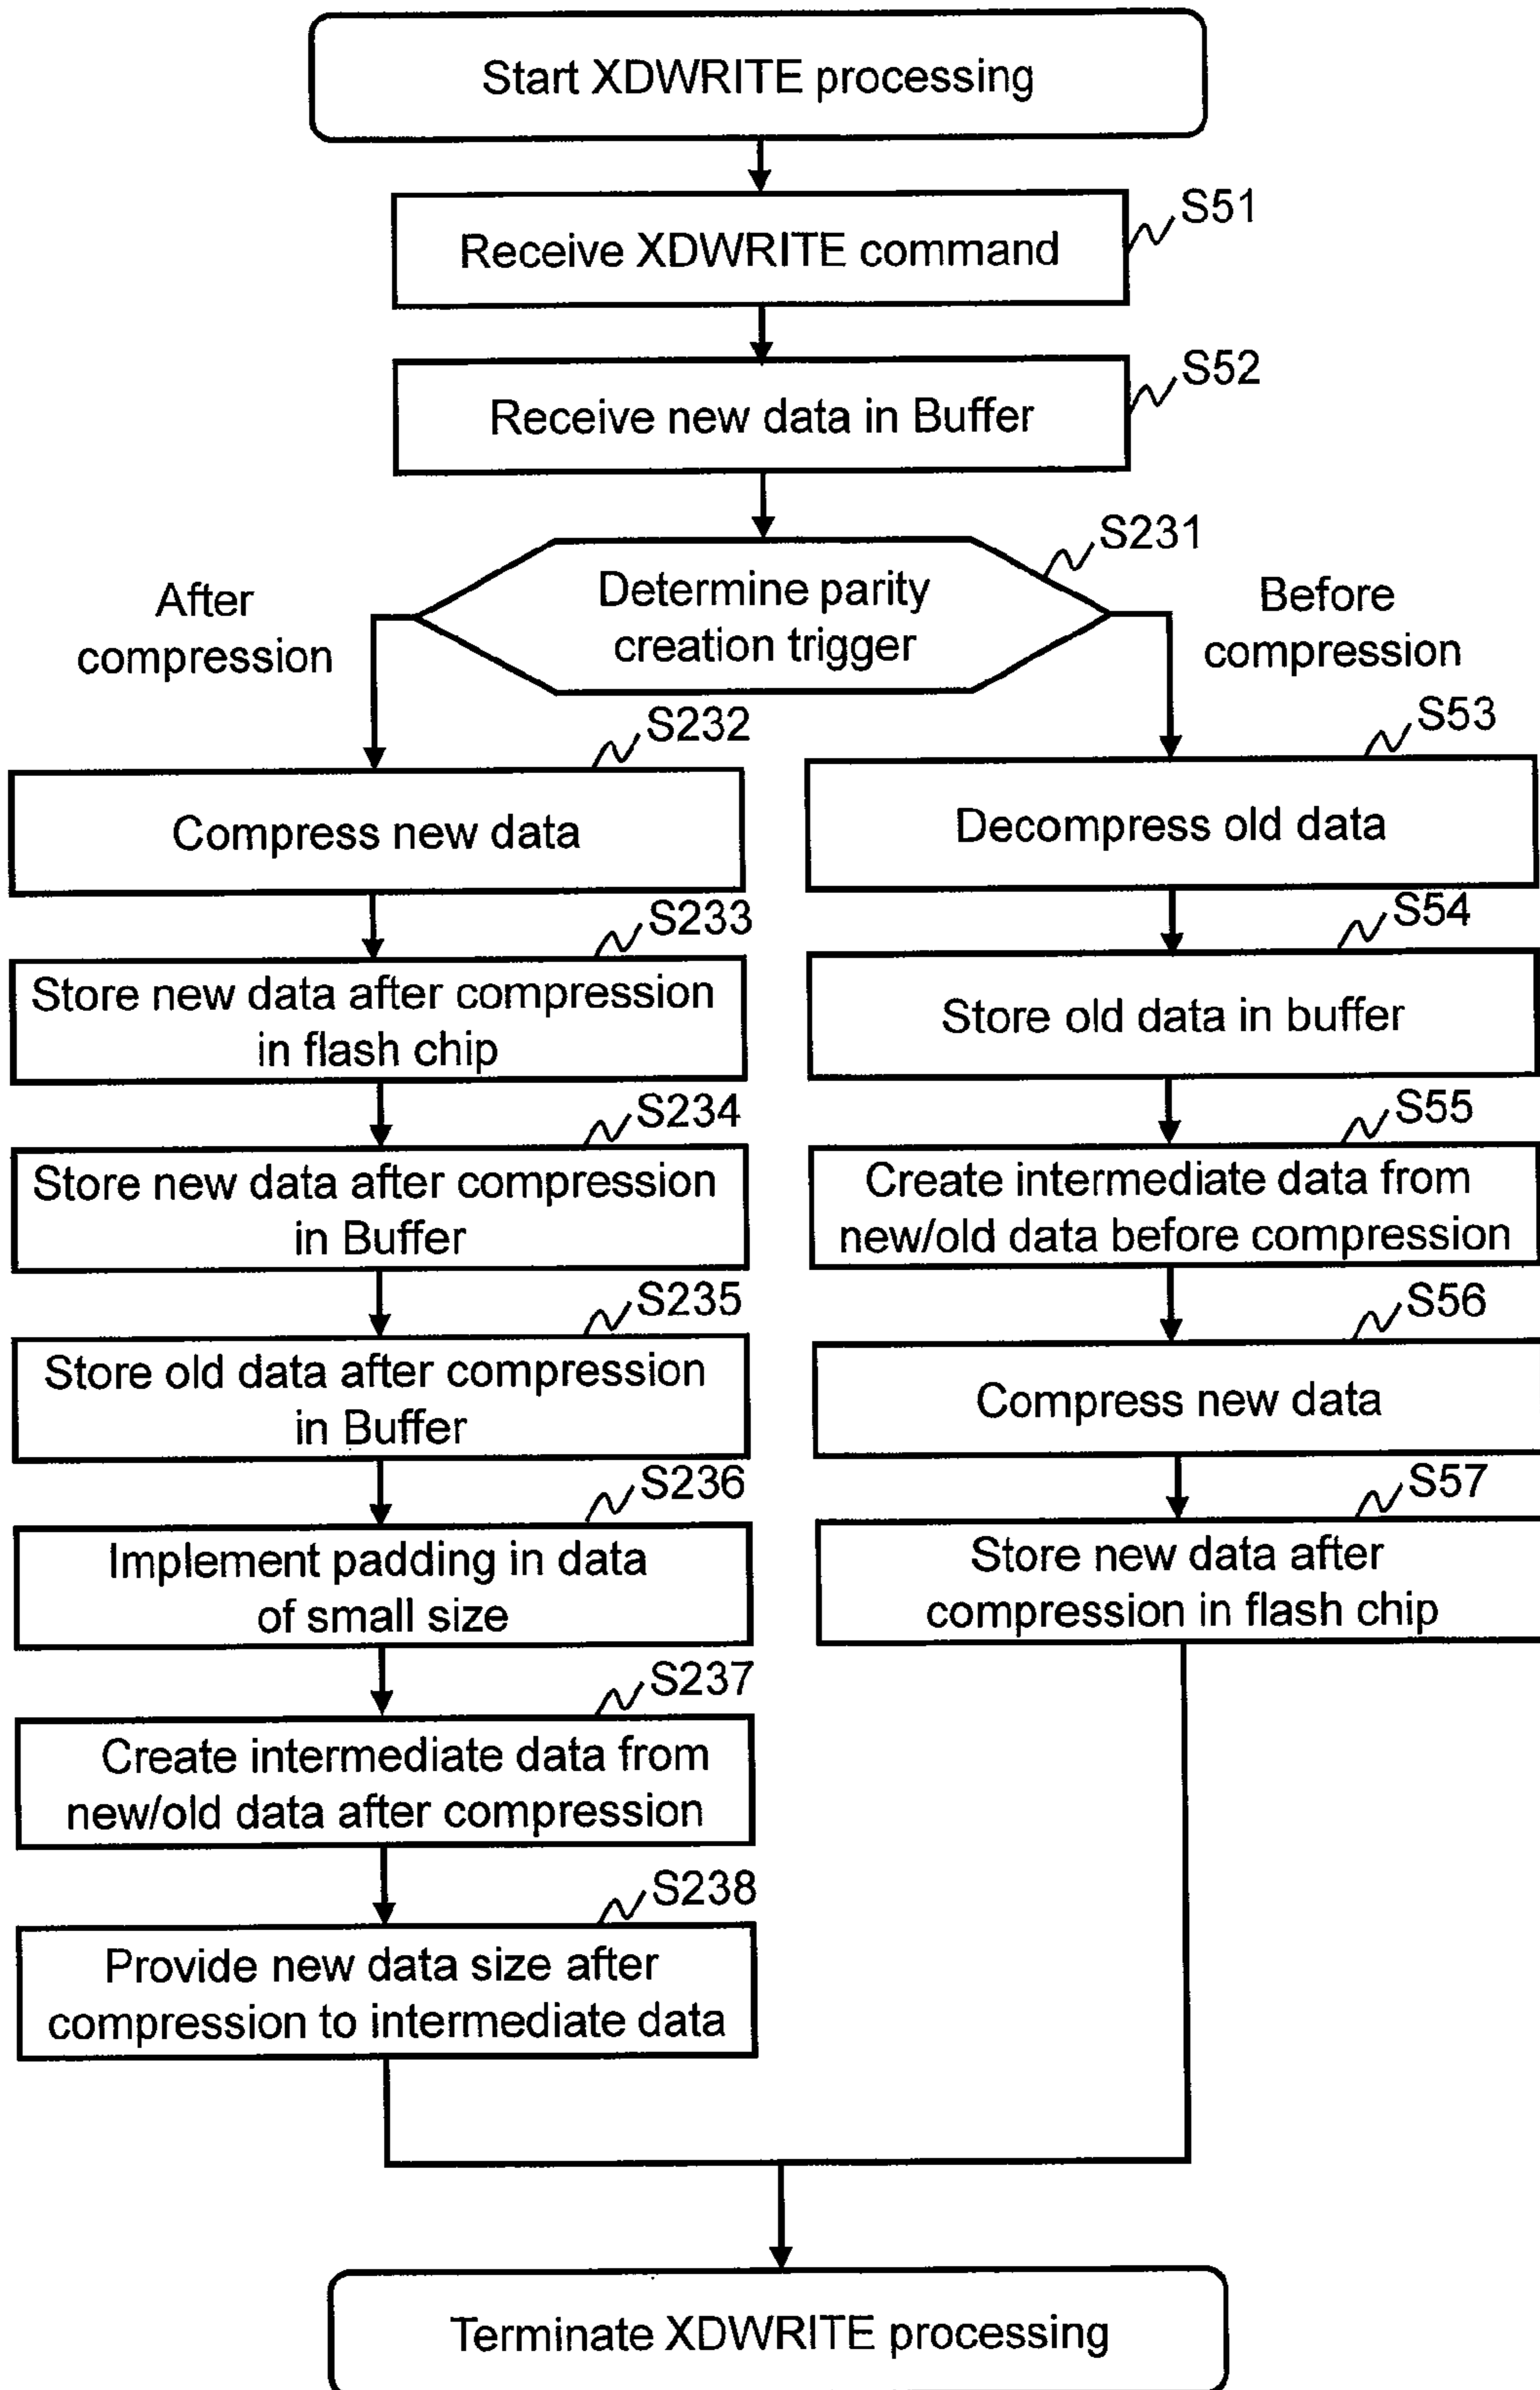 Start XDWRITE processing
S51
Receive XDWRITE command
S52
Receive new data in Buffer
S231
Determine parity
creation trigger
After
compression
Before
compression
S232
Compress new data
S233
Store new data after compression
in flash chip
S234
Store new data after compression
in Buffer
S235
Store old data after compression
in Buffer
S236
Implement padding in data
of small size
S237
Create intermediate data from
new/old data after compression
S238
Provide new data size after
compression to intermediate data
S53
Decompress old data
S54
Store old data in buffer
S55
Create intermediate data from
new/old data before compression
S56
Compress new data
S57
Store new data after
compression in flash chip
Terminate XDWRITE processing